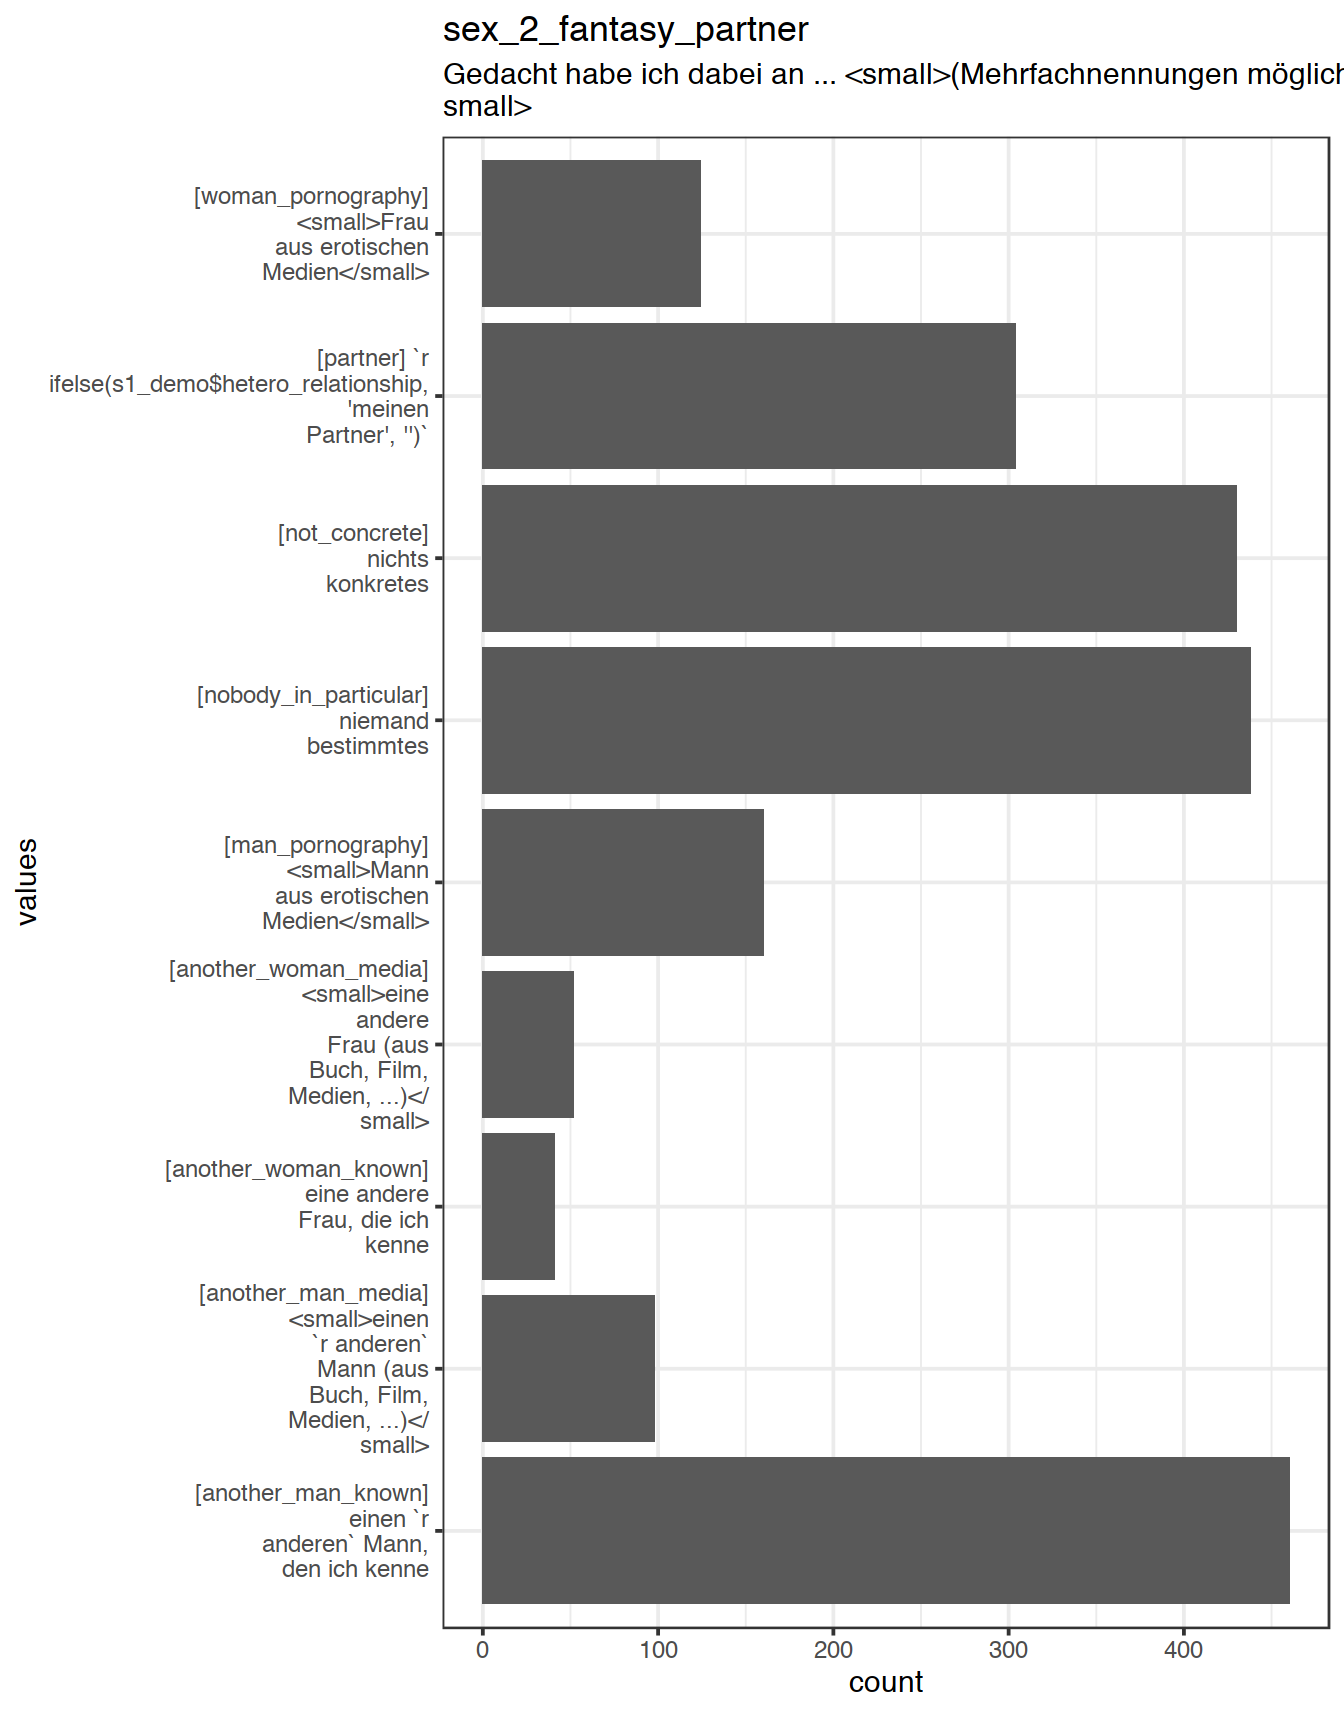 sex_2_fantasy_partner
Gedacht habe ich dabei an ... <small>(Mehrfachnennungen möglich
small>
[woman_pornography]
<small>Frau
aus erotischen
Medien</small>
[partner] `r
ifelse(s1_demo$hetero_relationship,
'meinen
Partner', '')`
[not_concrete]
nichts
konkretes
[nobody_in_particular]
niemand
bestimmtes
[man_pornography]
<small>Mann
aus erotischen
Medien</small>
[another_woman_media]
<small>eine
andere
Frau (aus
Buch, Film,
Medien, ...)</
small>
[another_woman_known]
eine andere
Frau, die ich
kenne
[another_man_media]
<small>einen
`r anderen`
Mann (aus
Buch, Film,
Medien, ...)</
small>
[another_man_known]
einen `r
anderen` Mann,
den ich kenne
values
0 100 200 300 400
count